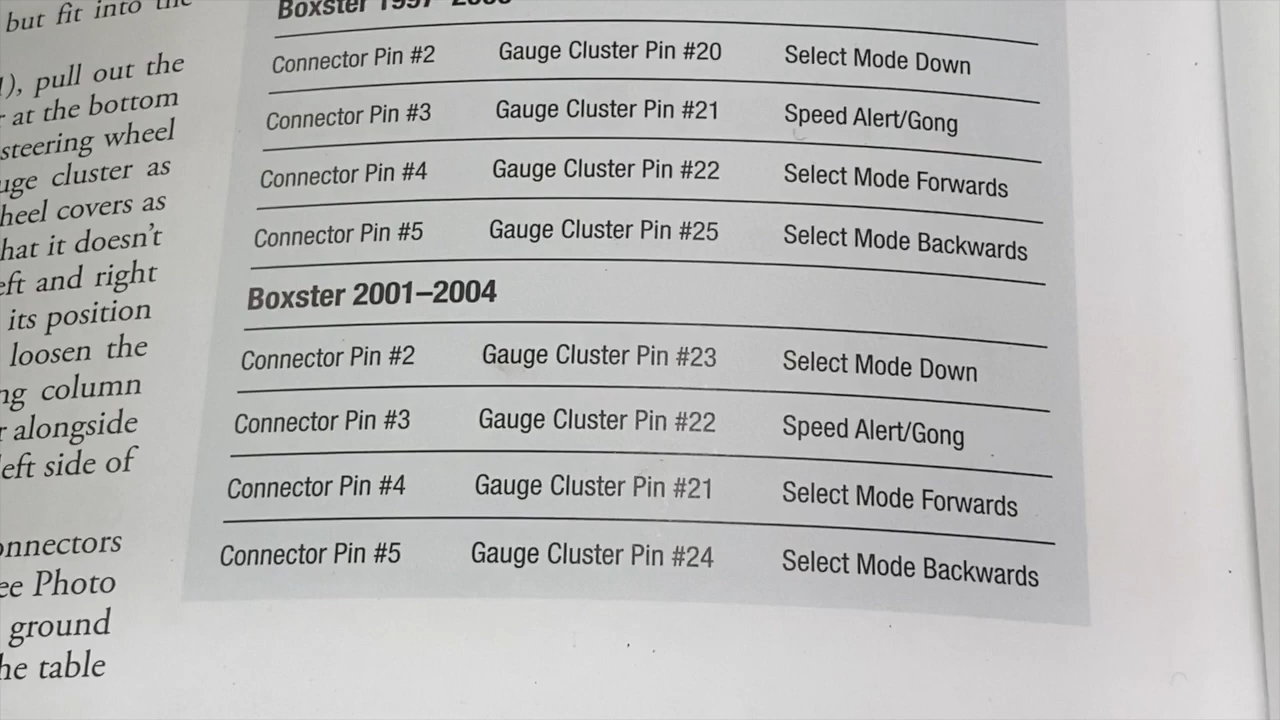 but fit into the
), pull out the
at the bottom
steering wheel
uge cluster as
heel covers as
hat it doesn't
eft and right
its position
loosen the
ng column
r alongside
left side of
onnectors
ee Photo
ground
he table
Boxster 1997–2000
Connector Pin #2 Gauge Cluster Pin #20 Select Mode Down
Connector Pin #3 Gauge Cluster Pin #21 Speed Alert/Gong
Connector Pin #4 Gauge Cluster Pin #22 Select Mode Forwards
Connector Pin #5 Gauge Cluster Pin #25 Select Mode Backwards
Boxster 2001–2004
Connector Pin #2 Gauge Cluster Pin #23 Select Mode Down
Connector Pin #3 Gauge Cluster Pin #22 Speed Alert/Gong
Connector Pin #4 Gauge Cluster Pin #21 Select Mode Forwards
Connector Pin #5 Gauge Cluster Pin #24 Select Mode Backwards